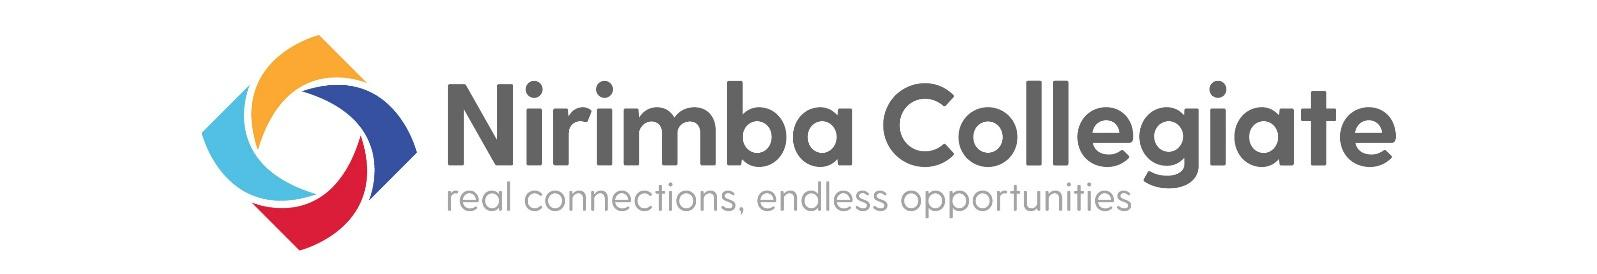 Nirimba Collegiate
real connections, endless opportunities